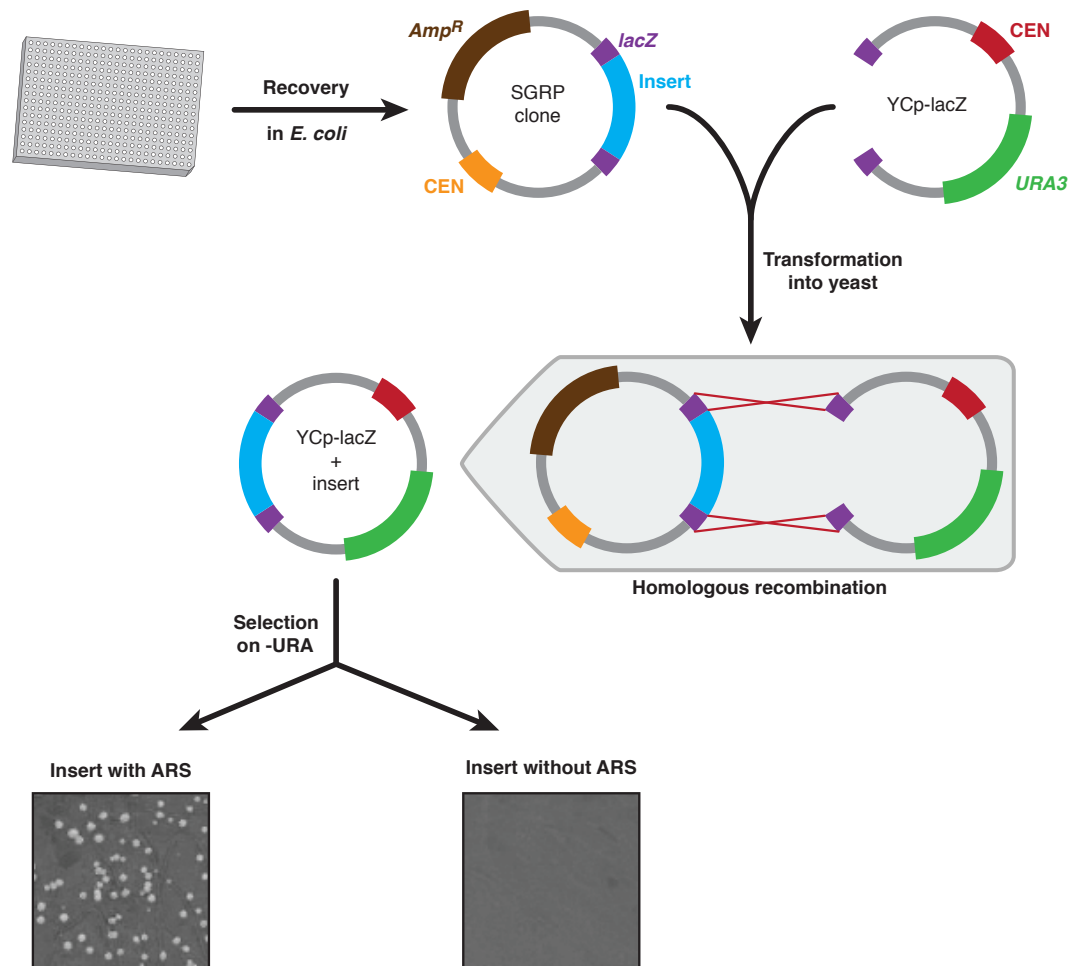 Amp^R
lacZ
CEN
Recovery
in E. coli
SGRP
clone
Insert
YCp-lacZ
CEN
URA3
Transformation
into yeast
YCp-lacZ
+
insert
Homologous recombination
Selection
on -URA
Insert with ARS
Insert without ARS